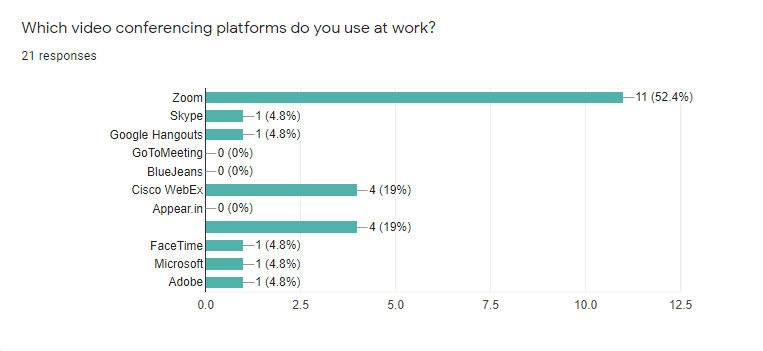 Which video conferencing platforms do you use at work?
21 responses
Zoom 11 (52.4%)
Skype 1 (4.8%)
Google Hangouts 1 (4.8%)
GoToMeeting 0 (0%)
BlueJeans 0 (0%)
Cisco WebEx 4 (19%)
Appear.in 0 (0%)
4 (19%)
FaceTime 1 (4.8%)
Microsoft 1 (4.8%)
Adobe 1 (4.8%)
0.0 2.5 5.0 7.5 10.0 12.5